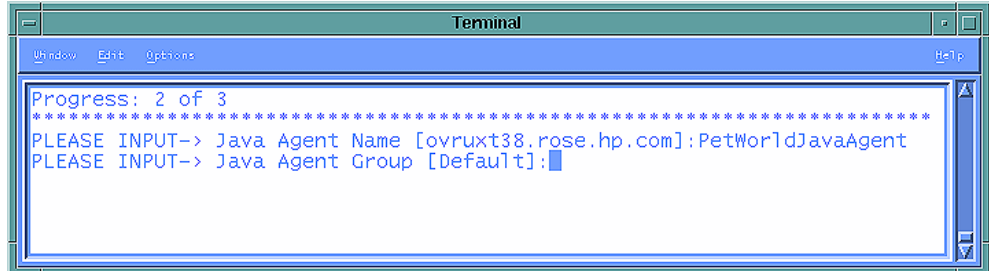 Terminal
Window Edit Options Help
Progress: 2 of 3
*************************************************************************
PLEASE INPUT-> Java Agent Name [ovruxt38.rose.hp.com]:PetWorldJavaAgent
PLEASE INPUT-> Java Agent Group [Default]: